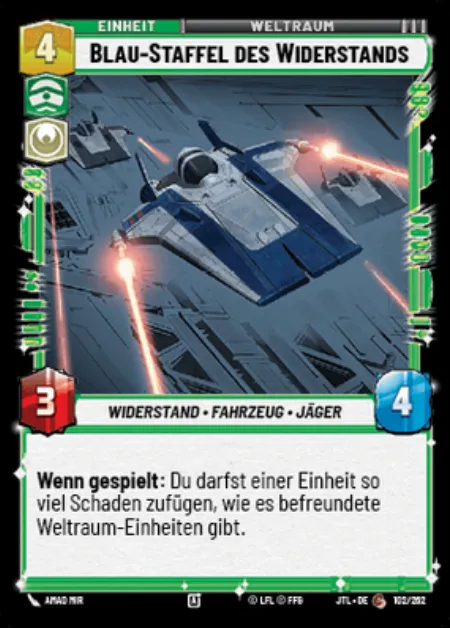 EINHEIT
WELTRAUM
4
BLAU-STAFFEL DES WIDERSTANDS
3
WIDERSTAND • FAHRZEUG • JÄGER
4
Wenn gespielt: Du darfst einer Einheit so
viel Schaden zufügen, wie es befreundete
Weltraum-Einheiten gibt.
AMAD MIR
A
© LFL © FFG
JTL • DE
102/262